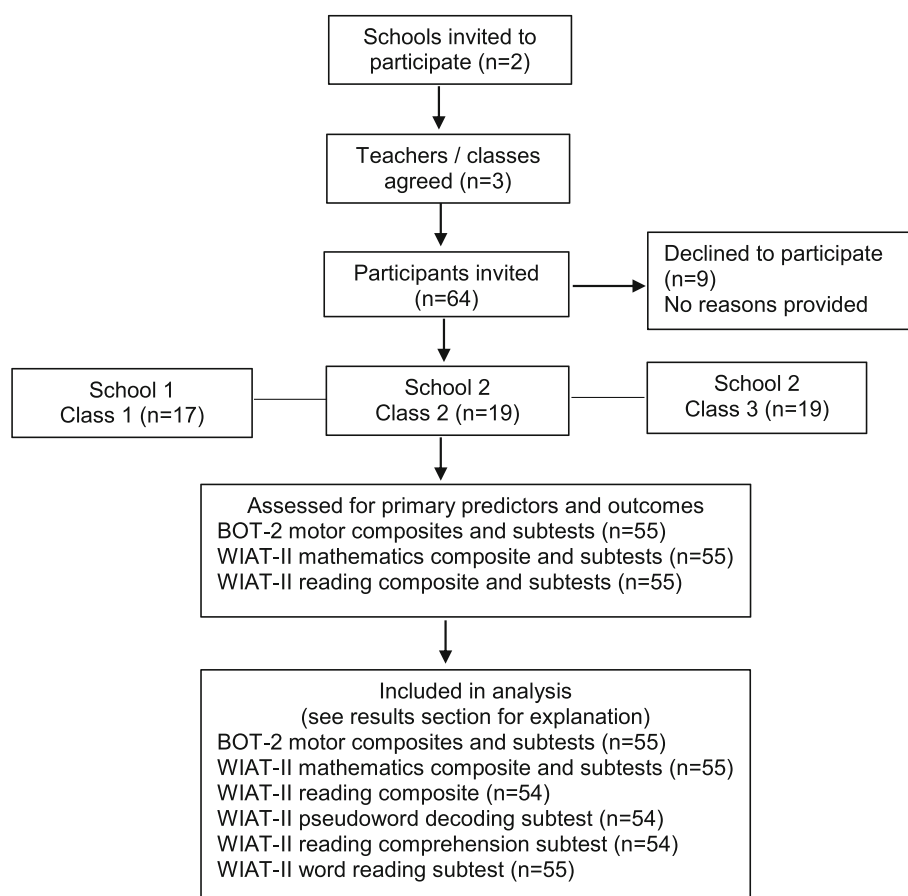 Schools invited to
participate (n=2)
Teachers / classes
agreed (n=3)
Participants invited
(n=64)
Declined to participate
(n=9)
No reasons provided
School 1
Class 1 (n=17)
School 2
Class 2 (n=19)
School 2
Class 3 (n=19)
Assessed for primary predictors and outcomes
BOT-2 motor composites and subtests (n=55)
WIAT-II mathematics composite and subtests (n=55)
WIAT-II reading composite and subtests (n=55)
Included in analysis
(see results section for explanation)
BOT-2 motor composites and subtests (n=55)
WIAT-II mathematics composite and subtests (n=55)
WIAT-II reading composite (n=54)
WIAT-II pseudoword decoding subtest (n=54)
WIAT-II reading comprehension subtest (n=54)
WIAT-II word reading subtest (n=55)